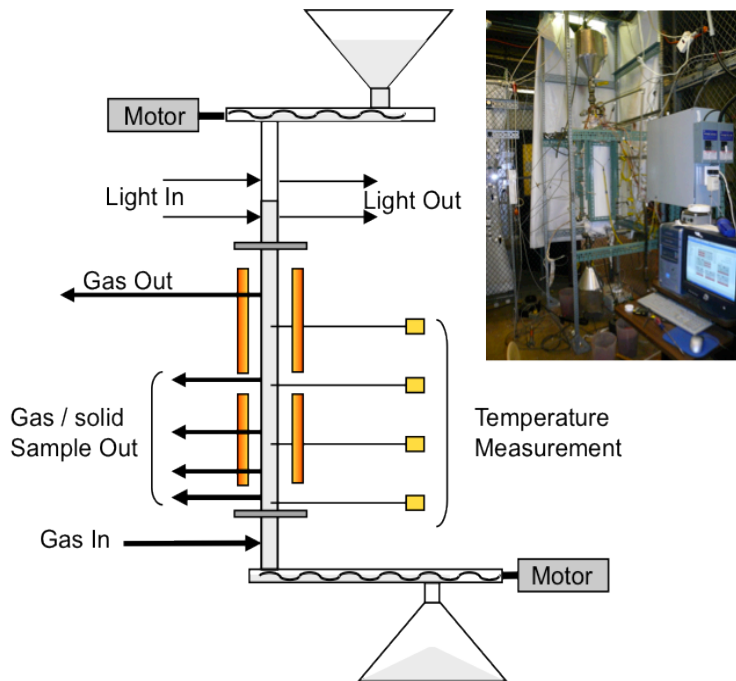 Motor
Light In
Light Out
Gas Out
Gas / solid
Sample Out
Temperature
Measurement
Gas In
Motor